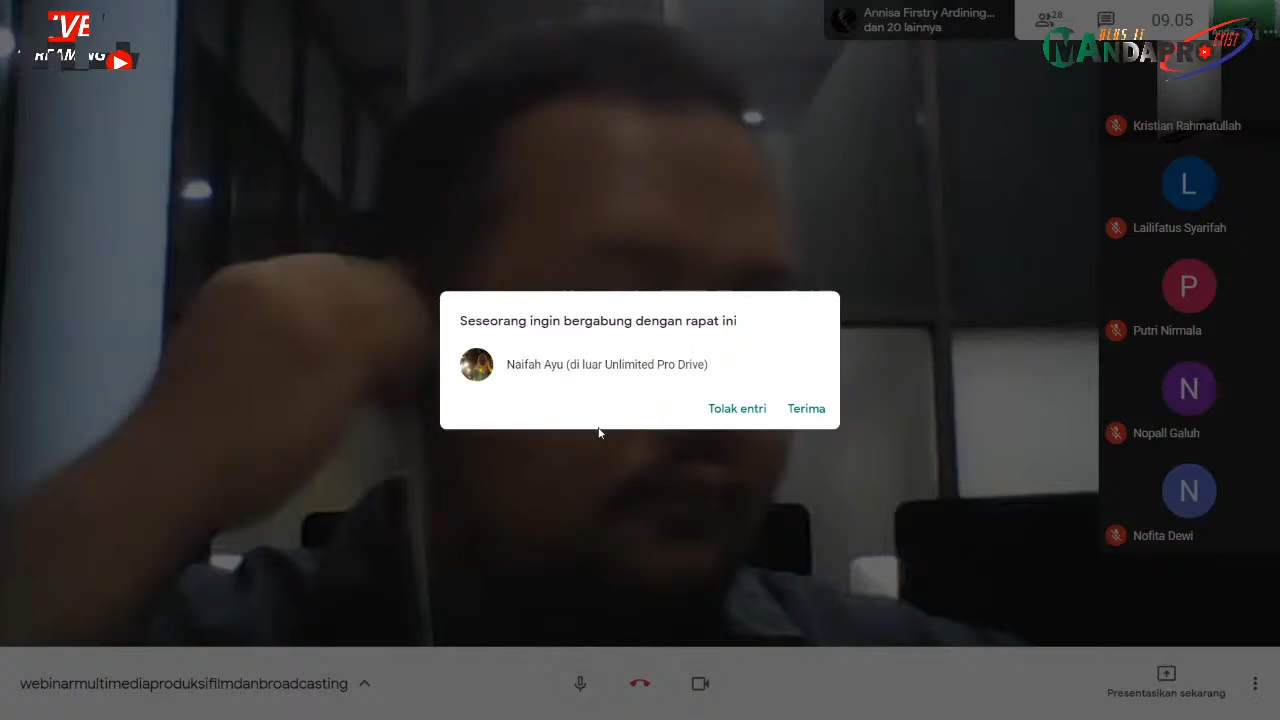 Annisa Firstry Ardining...
dan 20 lainnya
28
09.05
MANDAPRO
Kristian Rahmatullah
L
Lailifatus Syarifah
P
Putri Nirmala
N
Nopall Galuh
N
Nofita Dewi
Seseorang ingin bergabung dengan rapat ini
Naifah Ayu (di luar Unlimited Pro Drive)
Tolak entri
Terima
webinarmultimediaproduksifilmdanbroadcasting
Presentasikan sekarang